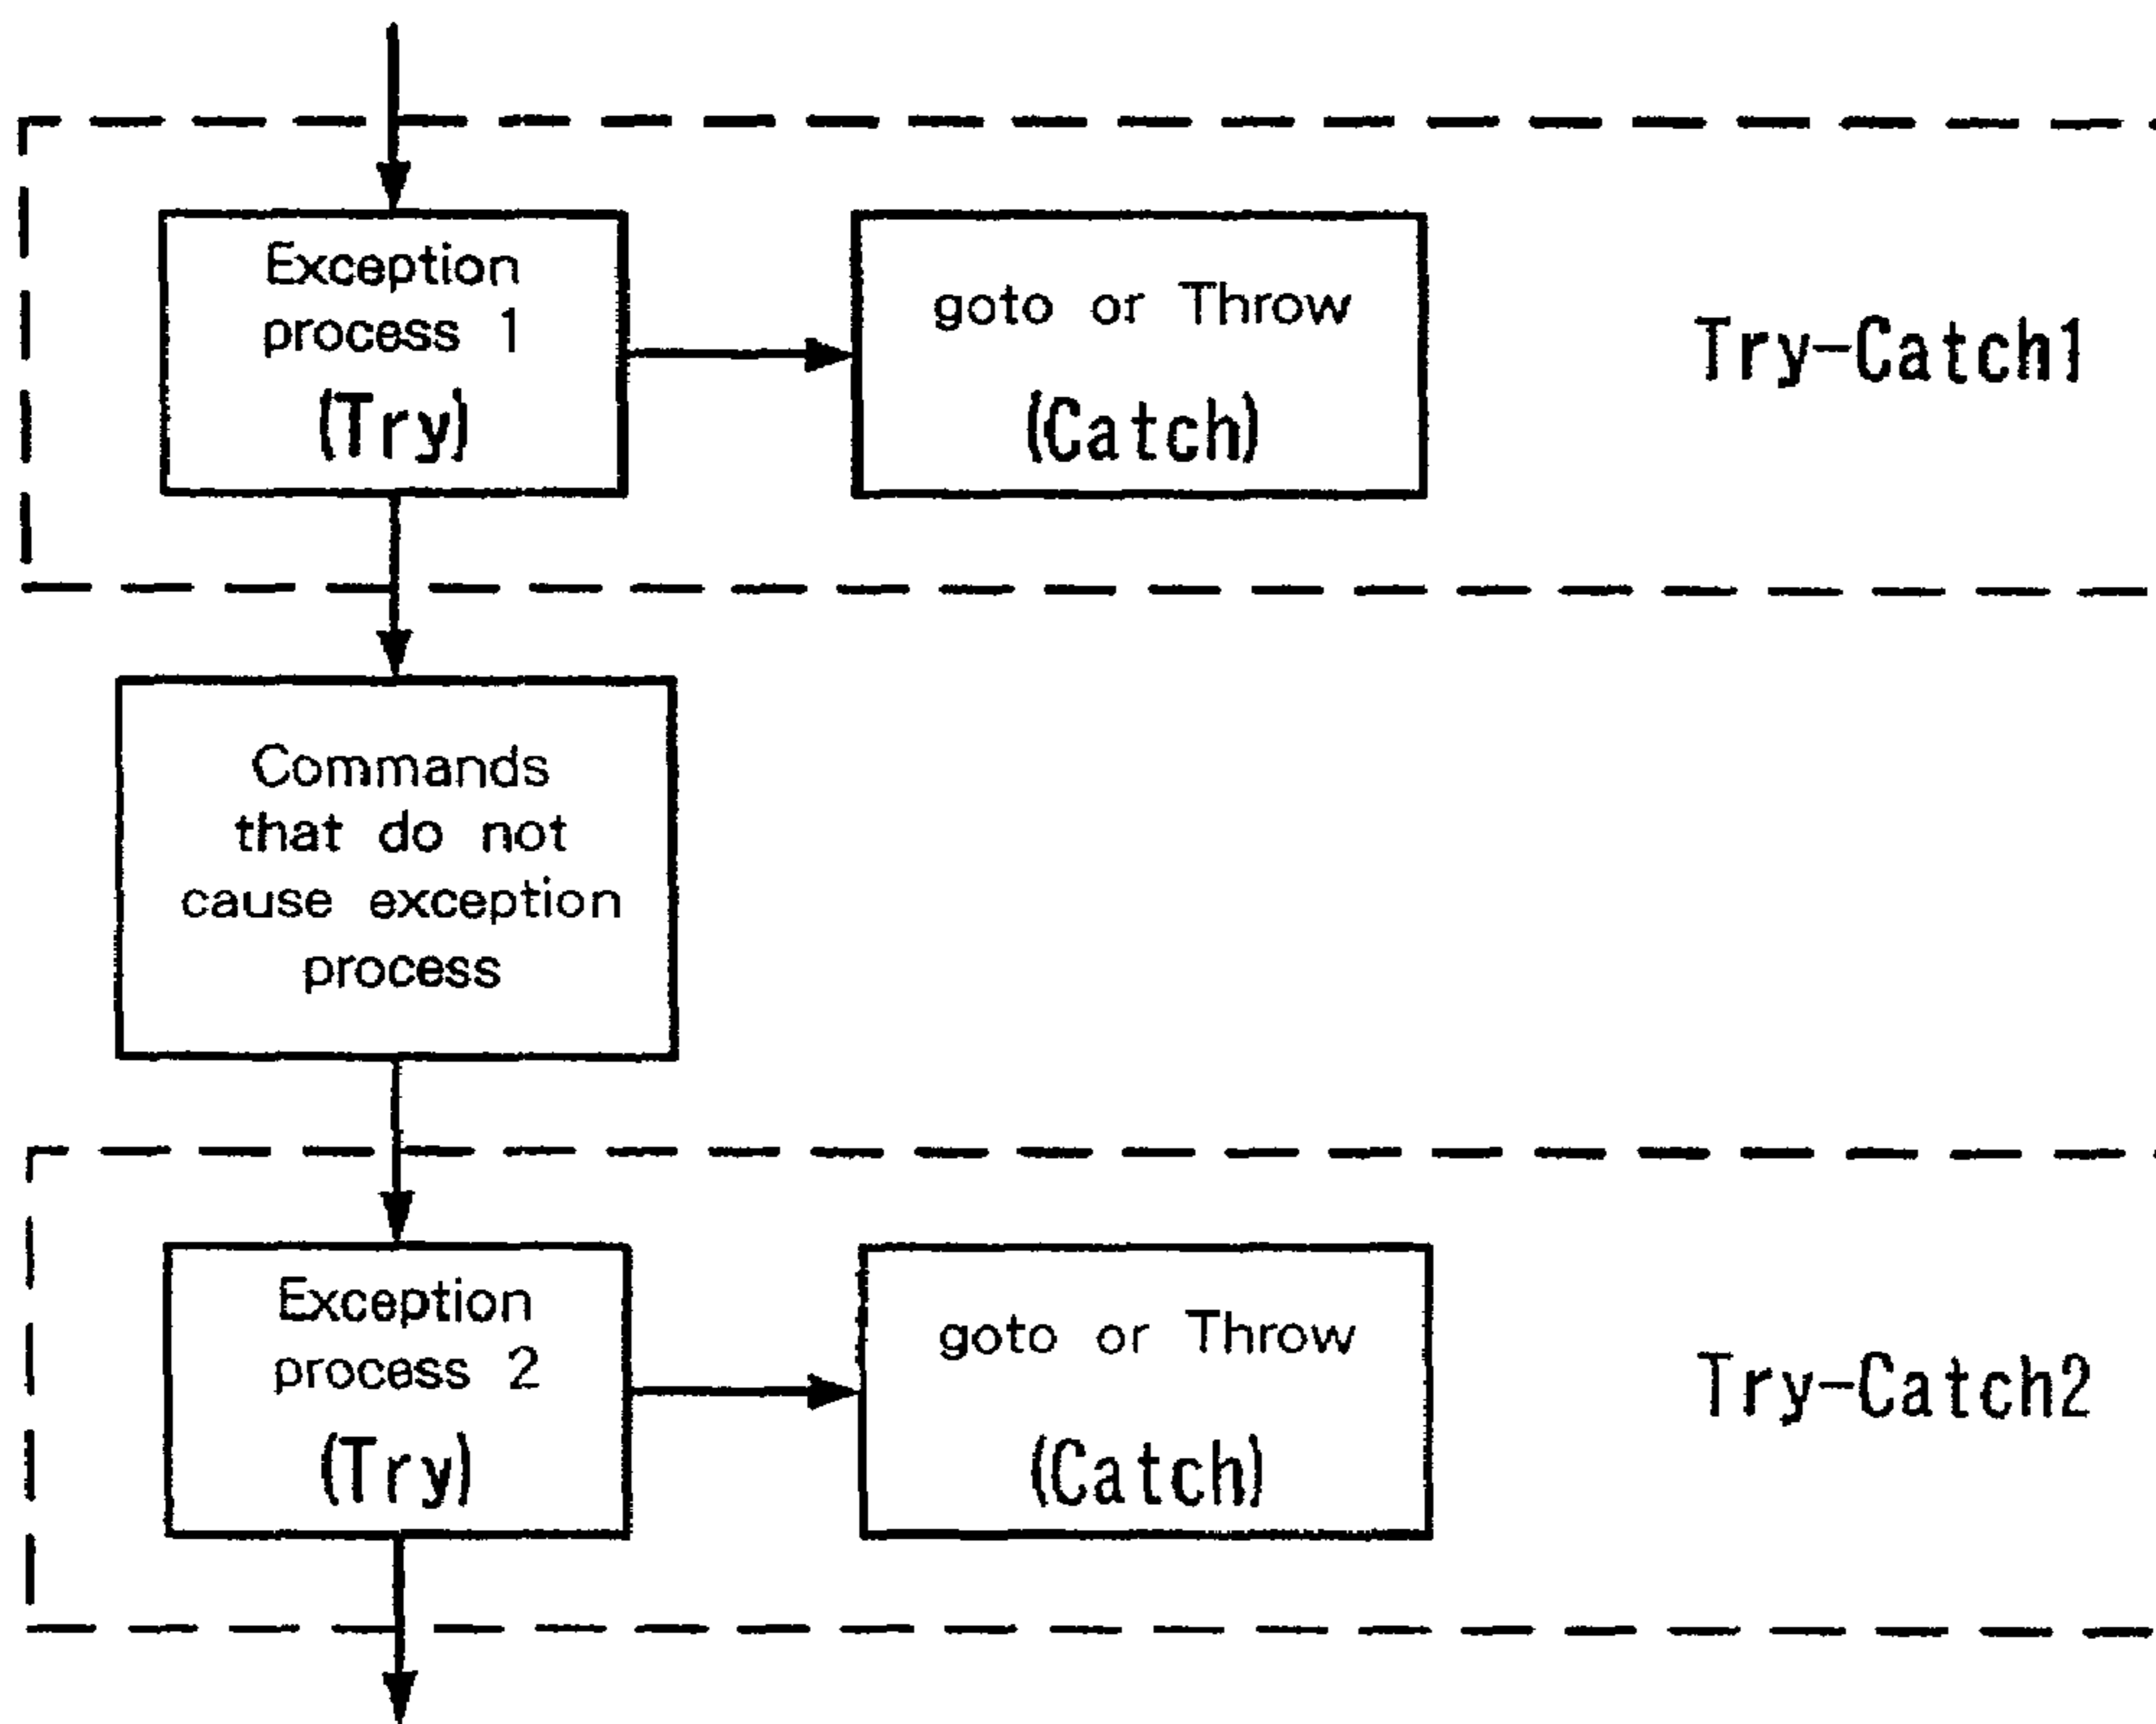 Exception
process 1
(Try)
goto or Throw
(Catch)
Try-Catch1
Commands
that do not
cause exception
process
Exception
process 2
(Try)
goto or Throw
(Catch)
Try-Catch2